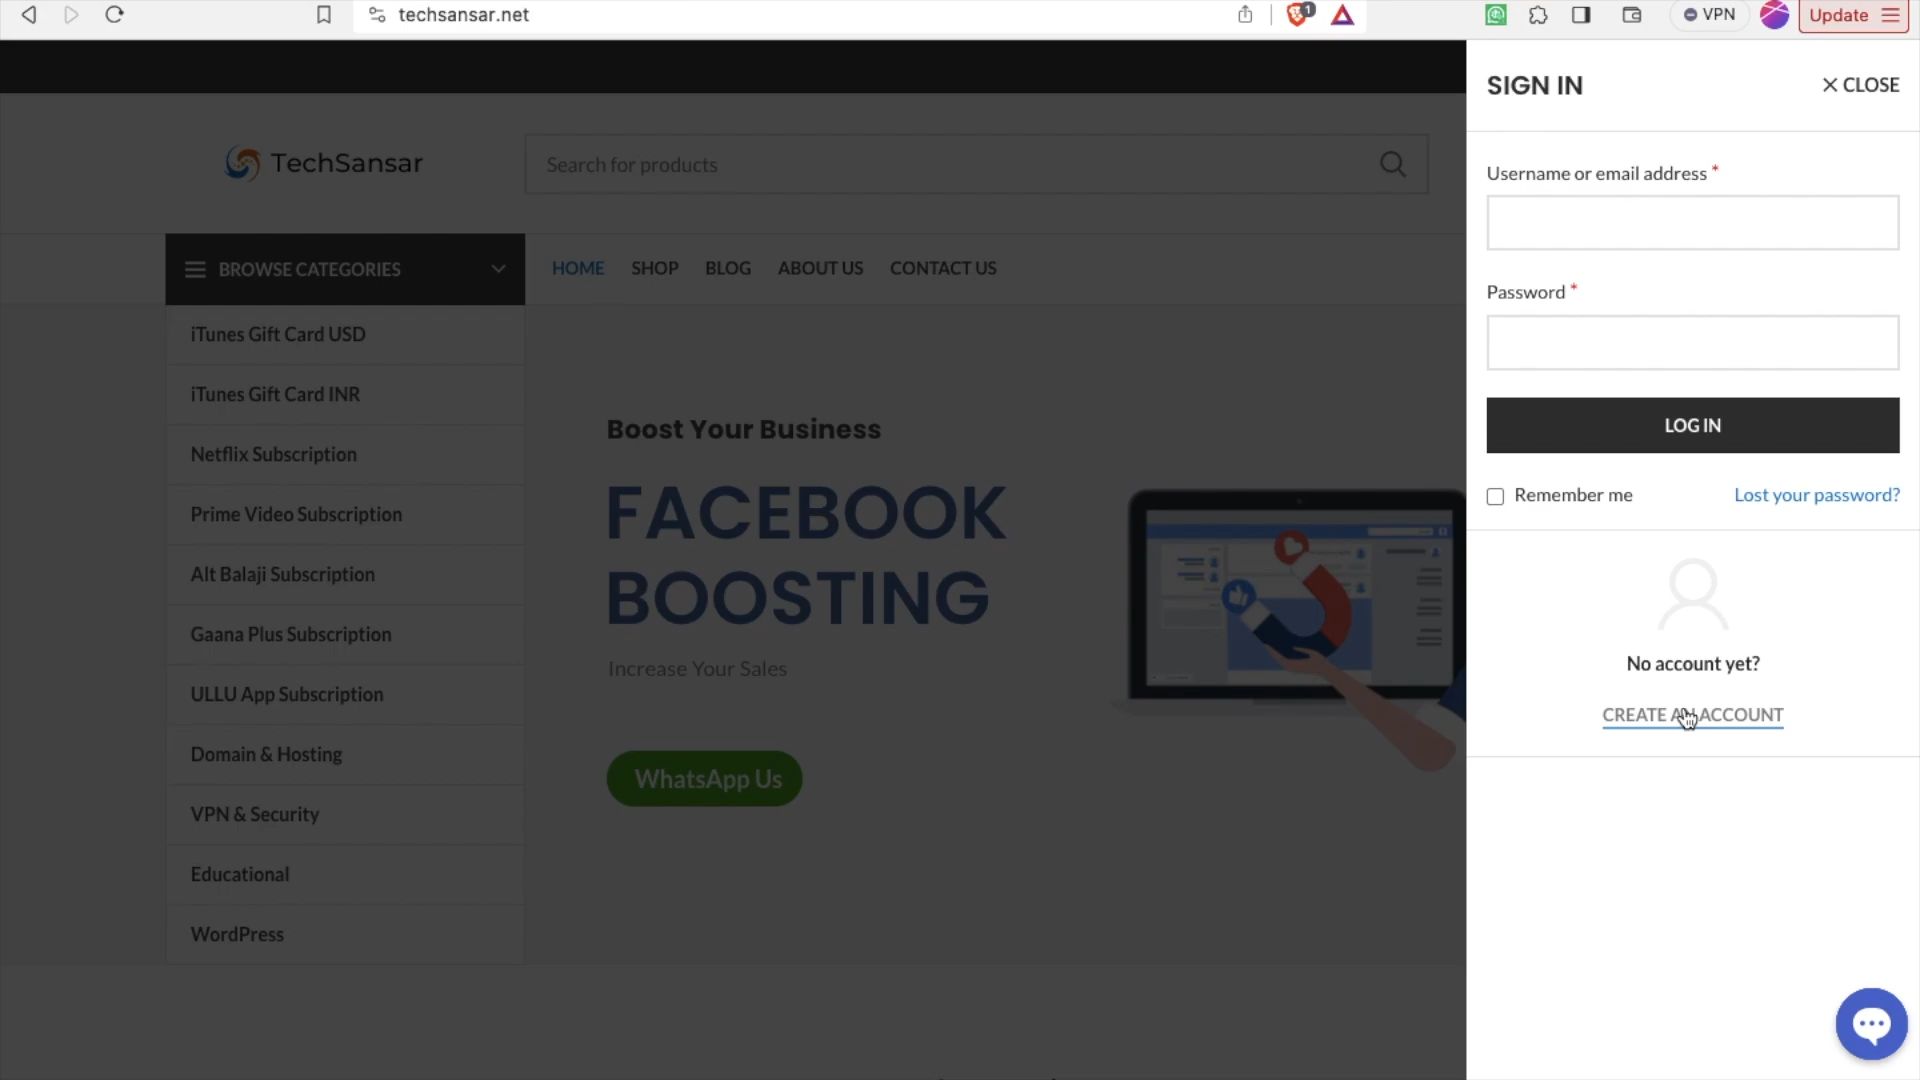 techsansar.net
1
VPN
Update
SIGN IN
CLOSE
TechSansar
Search for products
Username or email address *
Password *
LOG IN
Remember me
Lost your password?
No account yet?
CREATE AN ACCOUNT
BROWSE CATEGORIES
HOME
SHOP
BLOG
ABOUT US
CONTACT US
iTunes Gift Card USD
iTunes Gift Card INR
Netflix Subscription
Prime Video Subscription
Alt Balaji Subscription
Gaana Plus Subscription
ULLU App Subscription
Domain & Hosting
VPN & Security
Educational
WordPress
Boost Your Business
FACEBOOK
BOOSTING
Increase Your Sales
WhatsApp Us